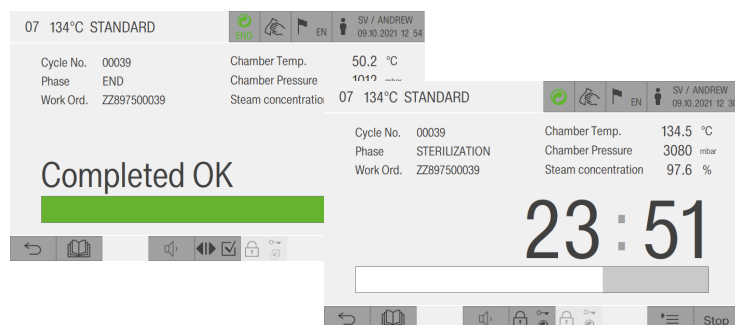 07 134°C STANDARD
END
EN
SV / ANDREW
09.10.2021 12 54
Cycle No. 00039
Phase END
Work Ord. ZZ897500039
Chamber Temp. 50.2 °C
Chamber Pressure 1012 mbar
Steam
Completed OK
07 134°C STANDARD
EN
SV / ANDREW
09.10.2021 12 30
Cycle No. 00039
Phase STERILIZATION
Work Ord. ZZ897500039
Chamber Temp. 134.5 °C
Chamber Pressure 3080 mbar
Steam concentration 97.6 %
23:51
Stop